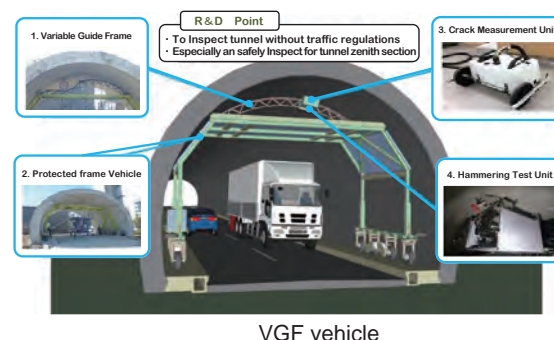 R&D Point
・To Inspect tunnel without traffic regulations
・Especially an safely Inspect for tunnel zenith section
1. Variable Guide Frame
3. Crack Measurement Unit
2. Protected frame Vehicle
4. Hammering Test Unit
VGF vehicle